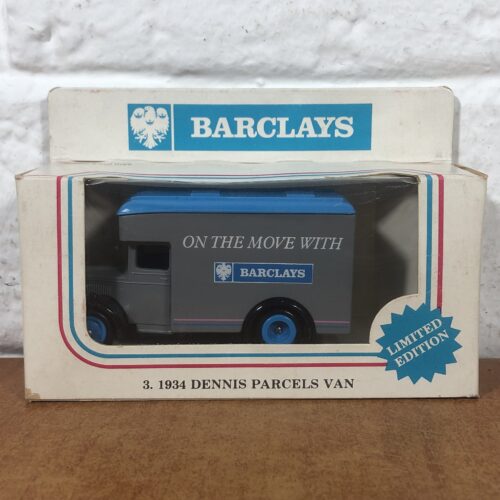 BARCLAYS
ON THE MOVE WITH
BARCLAYS
LIMITED
EDITION
3. 1934 DENNIS PARCELS VAN